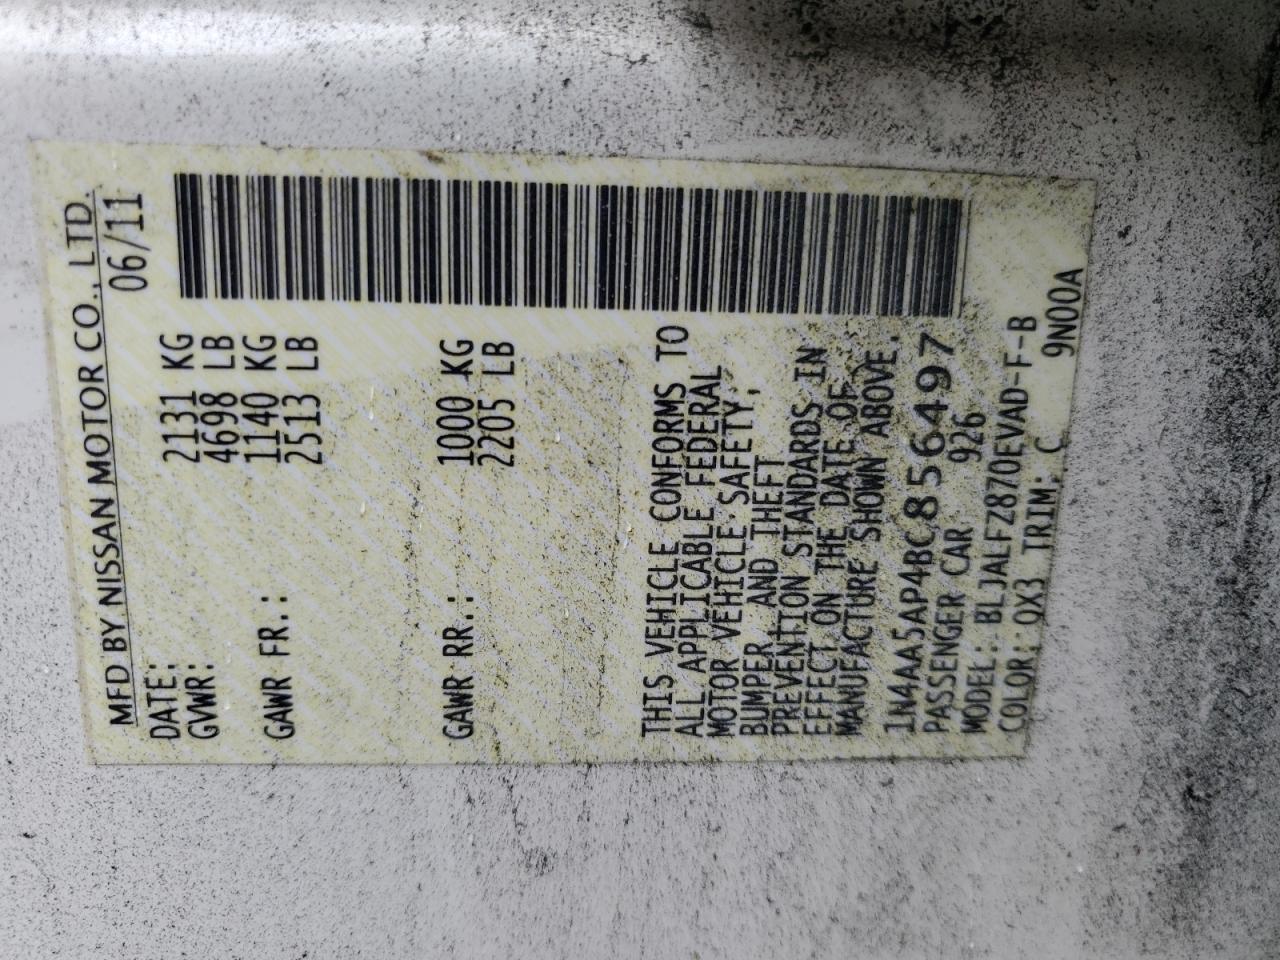 MFD BY NISSAN MOTOR CO., LTD.
06/11
DATE:
GVWR: 2131 KG
4698 LB
GAWR FR.: 1140 KG
2513 LB
GAWR RR.: 1000 KG
2205 LB
THIS VEHICLE CONFORMS TO
ALL APPLICABLE FEDERAL
MOTOR VEHICLE SAFETY,
BUMPER AND THEFT
PREVENTION STANDARDS IN
EFFECT ON THE DATE OF
MANUFACTURE SHOWN ABOVE.
1N4AA5AP4BC856497
PASSENGER CAR 926
MODEL: BLJALFZ870EVAD-F-B
COLOR: QX3 TRIM: C 9N00A